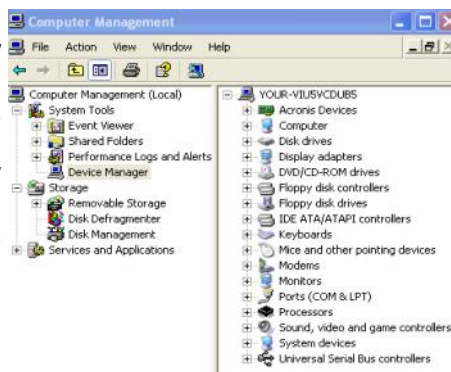 Computer Management
File Action View Window Help
Computer Management (Local)
System Tools
Event Viewer
Shared Folders
Performance Logs and Alerts
Device Manager
Storage
Removable Storage
Disk Defragmenter
Disk Management
Services and Applications
YOUR-VIU5VCDUB5
Acronis Devices
Computer
Disk drives
Display adapters
DVD/CD-ROM drives
Floppy disk controllers
Floppy disk drives
IDE ATA/ATAPI controllers
Keyboards
Mice and other pointing devices
Modems
Monitors
Ports (COM & LPT)
Processors
Sound, video and game controllers
System devices
Universal Serial Bus controllers